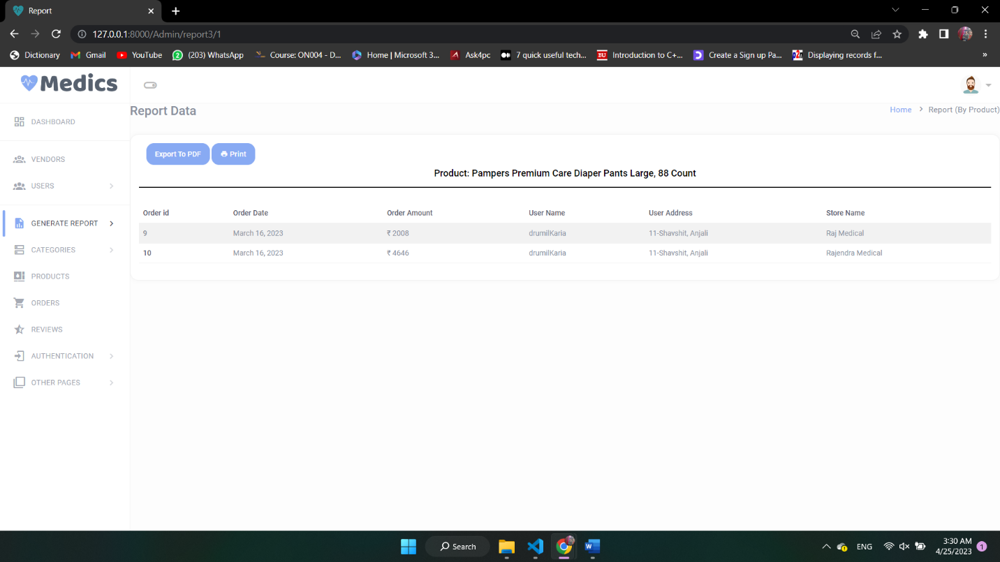 Report
127.0.0.1:8000/Admin/report3/1
Dictionary Gmail YouTube (203) WhatsApp Course: ON004 - D... Home | Microsoft 3... Ask4pc 7 quick useful tech... BU Introduction to C+... Create a Sign up Pa... Displaying records f... »
Medics
Report Data
Home > Report (By Product)
DASHBOARD
VENDORS
USERS
GENERATE REPORT
CATEGORIES
PRODUCTS
ORDERS
REVIEWS
AUTHENTICATION
OTHER PAGES
Export To PDF Print
Product: Pampers Premium Care Diaper Pants Large, 88 Count
Order id Order Date Order Amount User Name User Address Store Name
9 March 16, 2023 ₹ 2008 drumilKaria 11-Shavshit, Anjali Raj Medical
10 March 16, 2023 ₹ 4646 drumilKaria 11-Shavshit, Anjali Rajendra Medical
Search
ENG
3:30 AM
4/25/2023
1